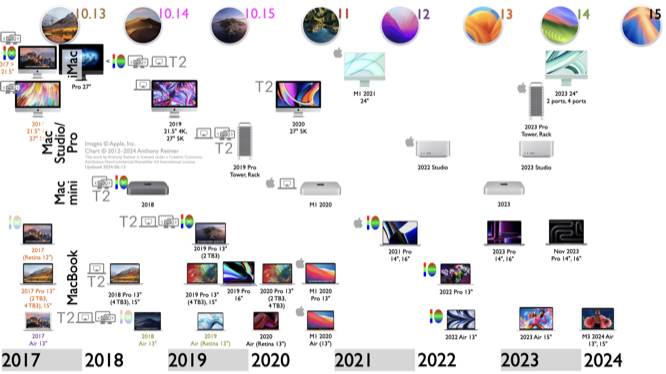 10.13
10.14
10.15
11
12
13
14
15
017 >
21.5"
iMac
Pro 27"
<
T2
M1 2021
24"
2023 24"
2 ports, 4 ports
201
21.5"
27"
2019
21.5" 4K,
27" 5K
T2
2020
27" 5K
2023 Pro
Tower, Rack
Mac
Studio/
Pro
Images © Apple, Inc.
Chart © 2012–2024 Anthony Reimer
T2
2019 Pro
Tower, Rack
2022 Studio
2023 Studio
Mac
mini
T2
2018
M1 2020
2023
MacBook
2017
(Retina 12")
T2
2019 Pro 13"
(2 TB3)
2021 Pro
14", 16"
2023 Pro
14", 16"
Nov 2023
Pro 14", 16"
2017 Pro 13"
(2 TB3,
4 TB3), 15"
T2
2018 Pro 13"
(4 TB3), 15"
2019 Pro 13"
(4 TB3), 15"
2019 Pro
16"
2020 Pro 13"
(2 TB3,
4 TB3)
M1 2020
Pro 13"
2022 Pro 13"
2017
Air 13"
T2
2018
Air 13"
2019
Air (Retina 13")
2020
Air (Retina 13")
M1 2020
Air (13")
2022 Air 13"
2023 Air 15"
M3 2024 Air
13", 15"
2017
2018
2019
2020
2021
2022
2023
2024